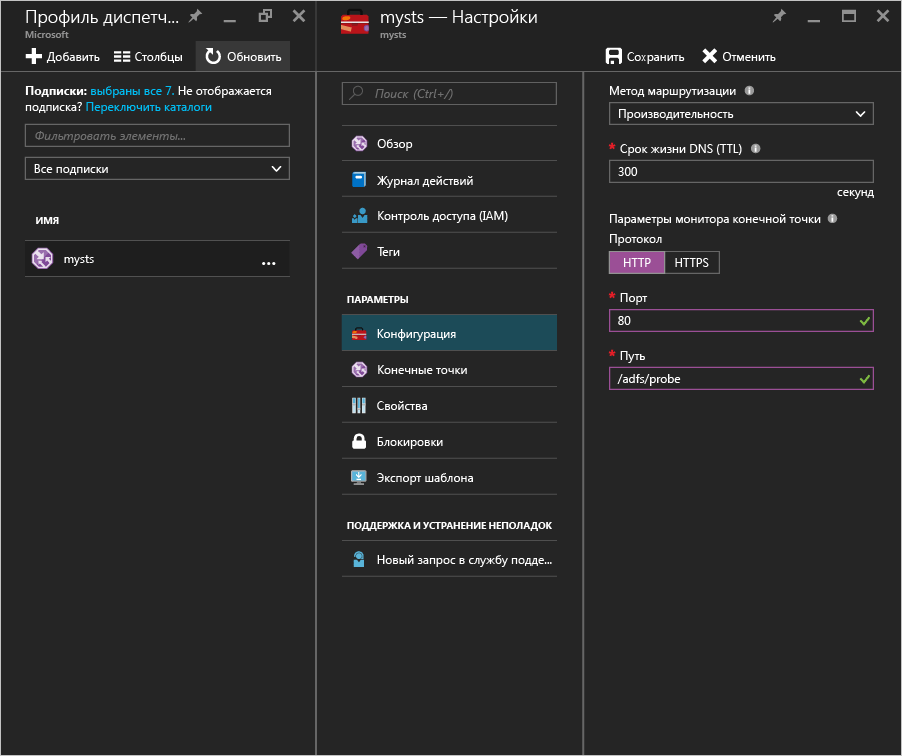 Профиль диспетч...
Microsoft
Добавить
Столбцы
Обновить
Подписки: выбраны все 7. Не отображается
подписка? Переключить каталоги
Фильтровать элементы...
Все подписки
ИМЯ
mysts
...
mysts — Настройки
mysts
Поиск (Ctrl+/)
Обзор
Журнал действий
Контроль доступа (IAM)
Теги
ПАРАМЕТРЫ
Конфигурация
Конечные точки
Свойства
Блокировки
Экспорт шаблона
ПОДДЕРЖКА И УСТРАНЕНИЕ НЕПОЛАДОК
Новый запрос в службу подде...
Сохранить
Отменить
Метод маршрутизации
Производительность
* Срок жизни DNS (TTL)
300
секунд
Параметры монитора конечной точки
Протокол
HTTP
HTTPS
* Порт
80
* Путь
/adfs/probe